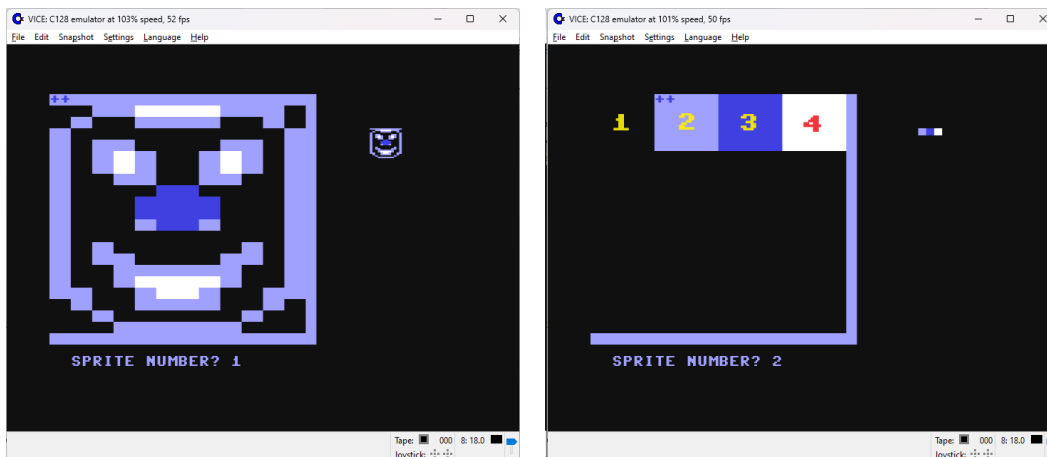 VICE: C128 emulator at 103% speed, 52 fps
File Edit Snapshot Settings Language Help
++
SPRITE NUMBER? 1
Tape: 000 8: 18.0
Joystick:
VICE: C128 emulator at 101% speed, 50 fps
File Edit Snapshot Settings Language Help
++
1 2 3 4
SPRITE NUMBER? 2
Tape: 000 8: 18.0
Joystick: